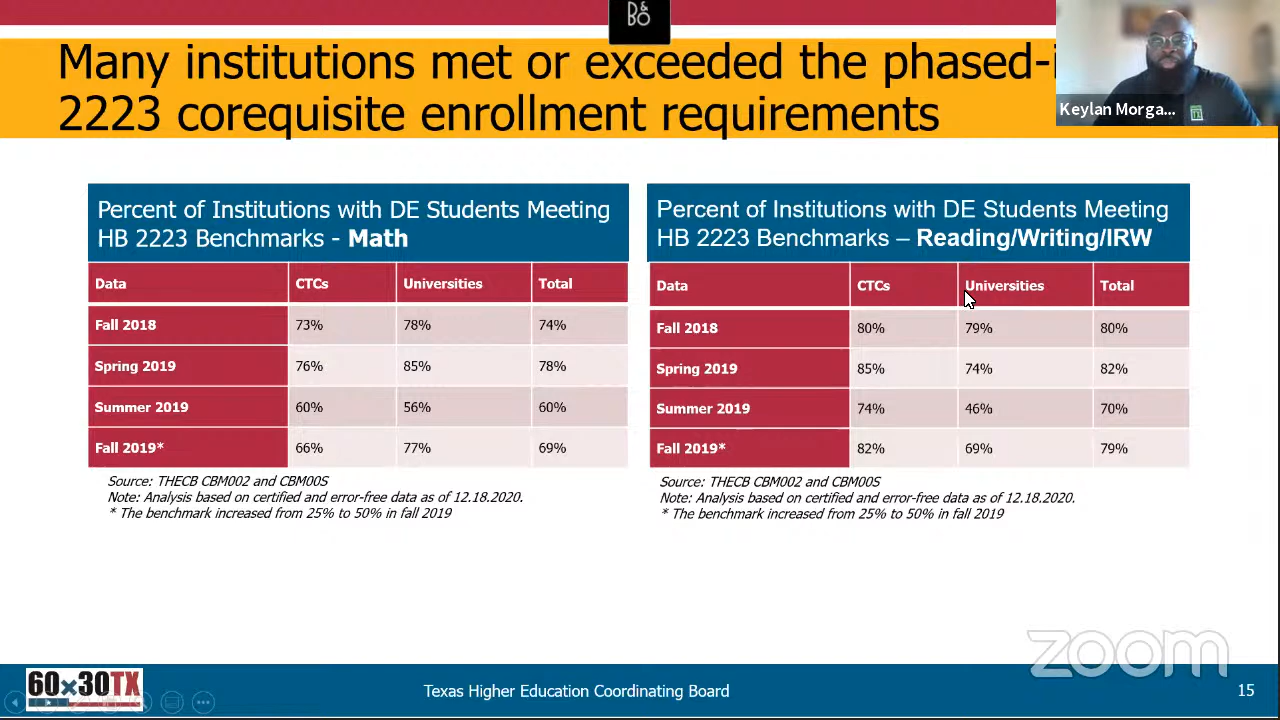 B&O
Many institutions met or exceeded the phased-i
2223 corequisite enrollment requirements
Keylan Morga...
Percent of Institutions with DE Students Meeting
HB 2223 Benchmarks - Math
Data CTCs Universities Total
Fall 2018 73% 78% 74%
Spring 2019 76% 85% 78%
Summer 2019 60% 56% 60%
Fall 2019* 66% 77% 69%
Source: THECB CBM002 and CBM00S
Note: Analysis based on certified and error-free data as of 12.18.2020.
* The benchmark increased from 25% to 50% in fall 2019
Percent of Institutions with DE Students Meeting
HB 2223 Benchmarks – Reading/Writing/IRW
Data CTCs Universities Total
Fall 2018 80% 79% 80%
Spring 2019 85% 74% 82%
Summer 2019 74% 46% 70%
Fall 2019* 82% 69% 79%
Source: THECB CBM002 and CBM00S
Note: Analysis based on certified and error-free data as of 12.18.2020.
* The benchmark increased from 25% to 50% in fall 2019
zoom
60x30TX
Texas Higher Education Coordinating Board
15